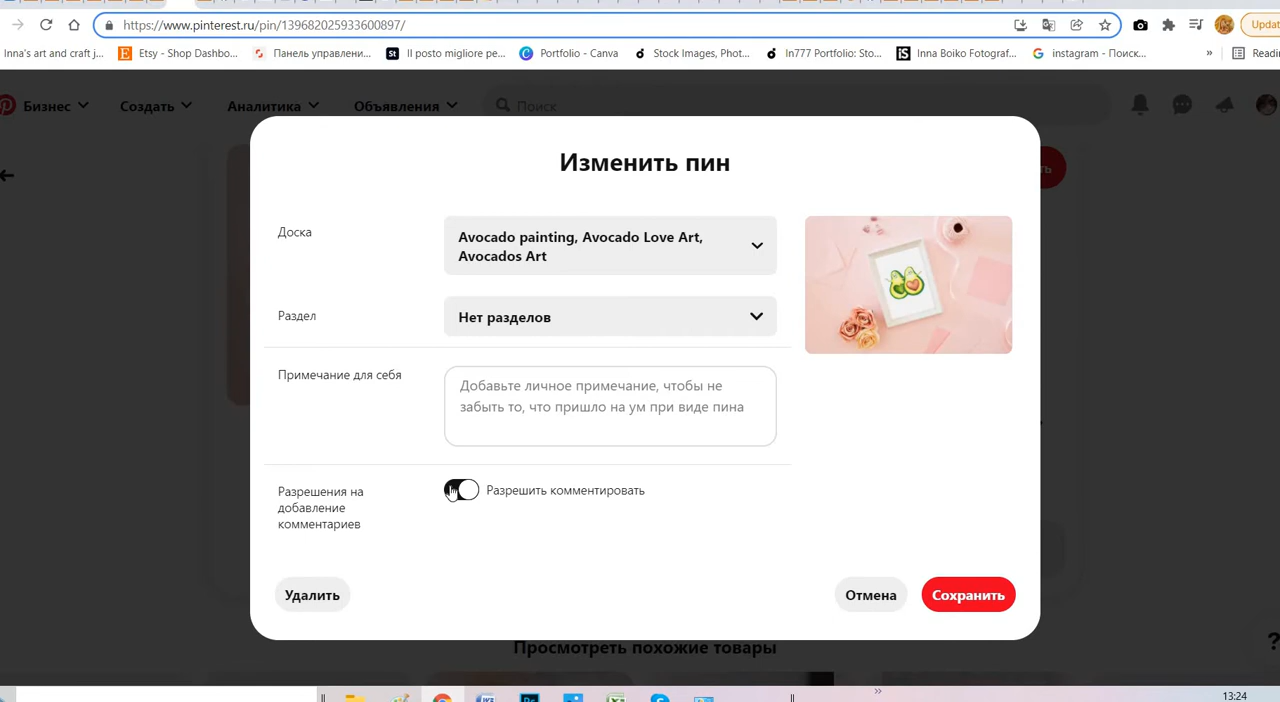 https://www.pinterest.ru/pin/139682025933600897/
Updat
Inna's art and craft j...
Etsy - Shop Dashbo...
Панель управлени...
Il posto migliore pe...
Portfolio - Canva
Stock Images, Phot...
In777 Portfolio: Sto...
Inna Boiko Fotograf...
instagram - Поиск...
»
Readin
Бизнес
Создать
Аналитика
Объявления
Поиск
Изменить пин
Доска
Avocado painting, Avocado Love Art,
Avocados Art
Раздел
Нет разделов
Примечание для себя
Добавьте личное примечание, чтобы не
забыть то, что пришло на ум при виде пина
Разрешения на
добавление
комментариев
Разрешить комментировать
Удалить
Отмена
Сохранить
Просмотреть похожие товары
?
»
13:24